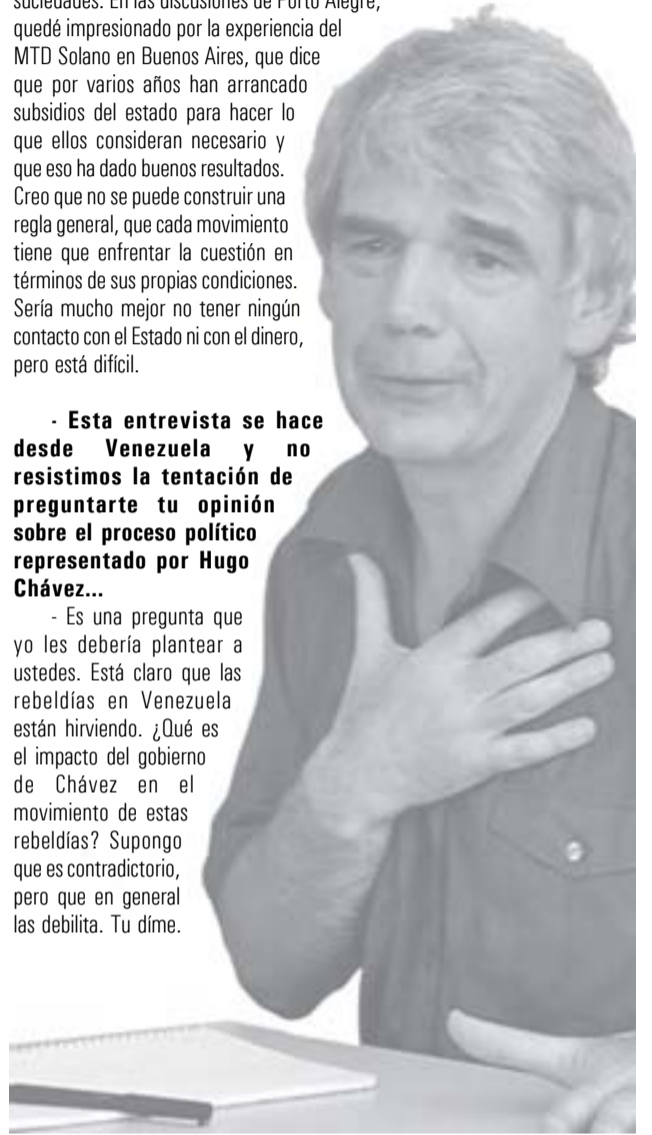 sociedades. En las discusiones de Porto Alegre,
quedé impresionado por la experiencia del
MTD Solano en Buenos Aires, que dice
que por varios años han arrancado
subsidios del estado para hacer lo
que ellos consideran necesario y
que eso ha dado buenos resultados.
Creo que no se puede construir una
regla general, que cada movimiento
tiene que enfrentar la cuestión en
términos de sus propias condiciones.
Sería mucho mejor no tener ningún
contacto con el Estado ni con el dinero,
pero está difícil.
- Esta entrevista se hace
desde Venezuela y no
resistimos la tentación de
preguntarte tu opinión
sobre el proceso político
representado por Hugo
Chávez...
- Es una pregunta que
yo les debería plantear a
ustedes. Está claro que las
rebeldías en Venezuela
están hirviendo. ¿Qué es
el impacto del gobierno
de Chávez en el
movimiento de estas
rebeldías? Supongo
que es contradictorio,
pero que en general
las debilita. Tu díme.